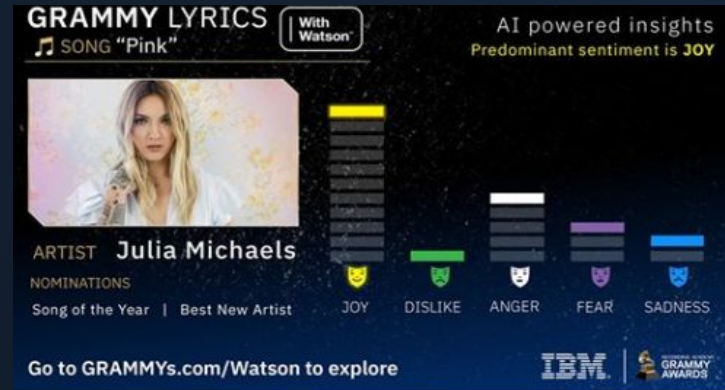 GRAMMY LYRICS
With
Watson
SONG "Pink"
AI powered insights
Predominant sentiment is JOY
ARTIST Julia Michaels
NOMINATIONS
Song of the Year | Best New Artist
JOY DISLIKE ANGER FEAR SADNESS
Go to GRAMMYs.com/Watson to explore
IBM
RECORDING ACADEMY
GRAMMY
AWARDS